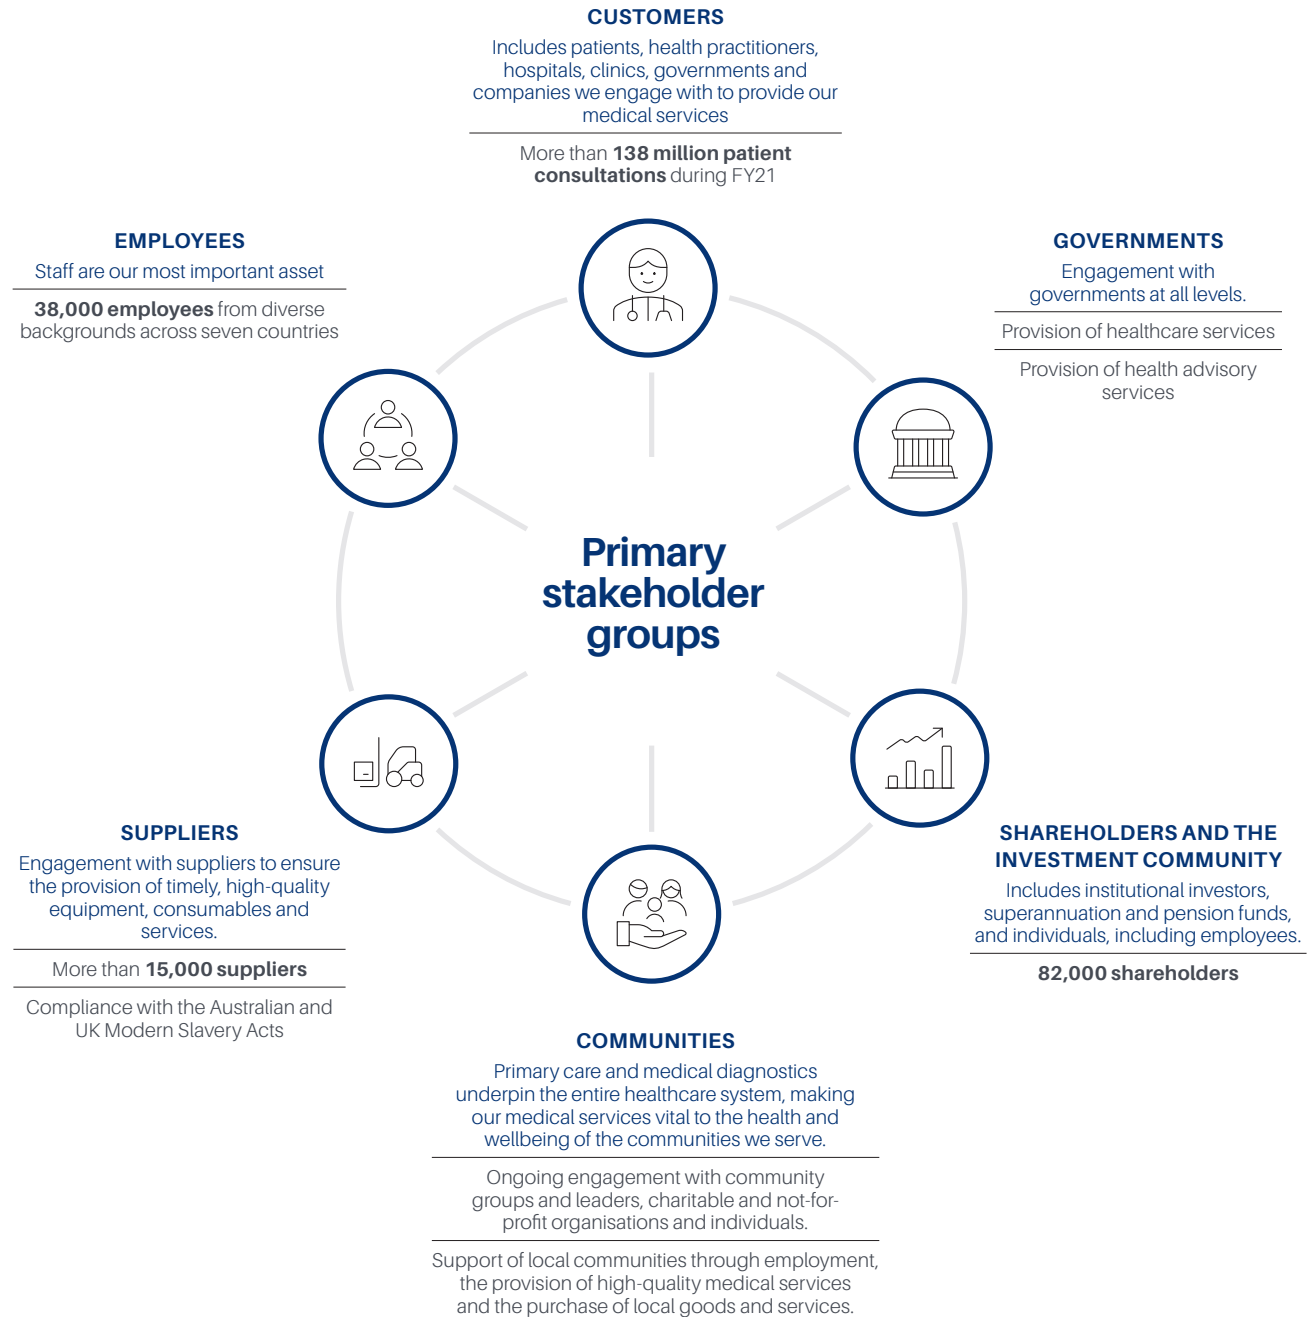 CUSTOMERS
Includes patients, health practitioners,
hospitals, clinics, governments and
companies we engage with to provide our
medical services
More than 138 million patient
consultations during FY21
EMPLOYEES
Staff are our most important asset
38,000 employees from diverse
backgrounds across seven countries
GOVERNMENTS
Engagement with
governments at all levels.
Provision of healthcare services
Provision of health advisory
services
Primary
stakeholder
groups
SUPPLIERS
Engagement with suppliers to ensure
the provision of timely, high-quality
equipment, consumables and
services.
More than 15,000 suppliers
Compliance with the Australian and
UK Modern Slavery Acts
SHAREHOLDERS AND THE
INVESTMENT COMMUNITY
Includes institutional investors,
superannuation and pension funds,
and individuals, including employees.
82,000 shareholders
COMMUNITIES
Primary care and medical diagnostics
underpin the entire healthcare system, making
our medical services vital to the health and
wellbeing of the communities we serve.
Ongoing engagement with community
groups and leaders, charitable and not-for-
profit organisations and individuals.
Support of local communities through employment,
the provision of high-quality medical services
and the purchase of local goods and services.